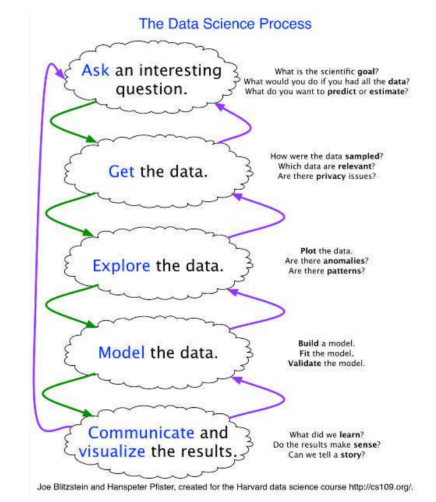 The Data Science Process
Ask an interesting
question.
What is the scientific goal?
What would you do if you had all the data?
What do you want to predict or estimate?
Get the data.
How were the data sampled?
Which data are relevant?
Are there privacy issues?
Explore the data.
Plot the data.
Are there anomalies?
Are there patterns?
Model the data.
Build a model.
Fit the model.
Validate the model.
Communicate and
visualize the results.
What did we learn?
Do the results make sense?
Can we tell a story?
Joe Blitzstein and Hanspeter Pfister, created for the Harvard data science course http://cs109.org/.